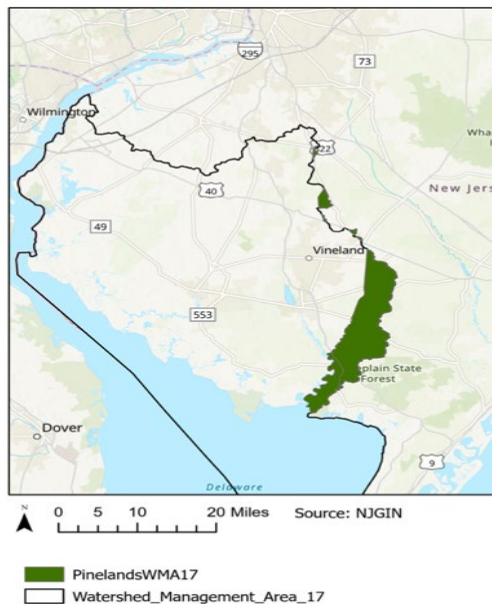 295
73
Wilmington
322
Wha
40
New Jers
49
Vineland
553
plain State
Forest
Dover
9
Delaware
N
0 5 10 20 Miles
Source: NJGIN
PinelandsWMA17
Watershed_Management_Area_17